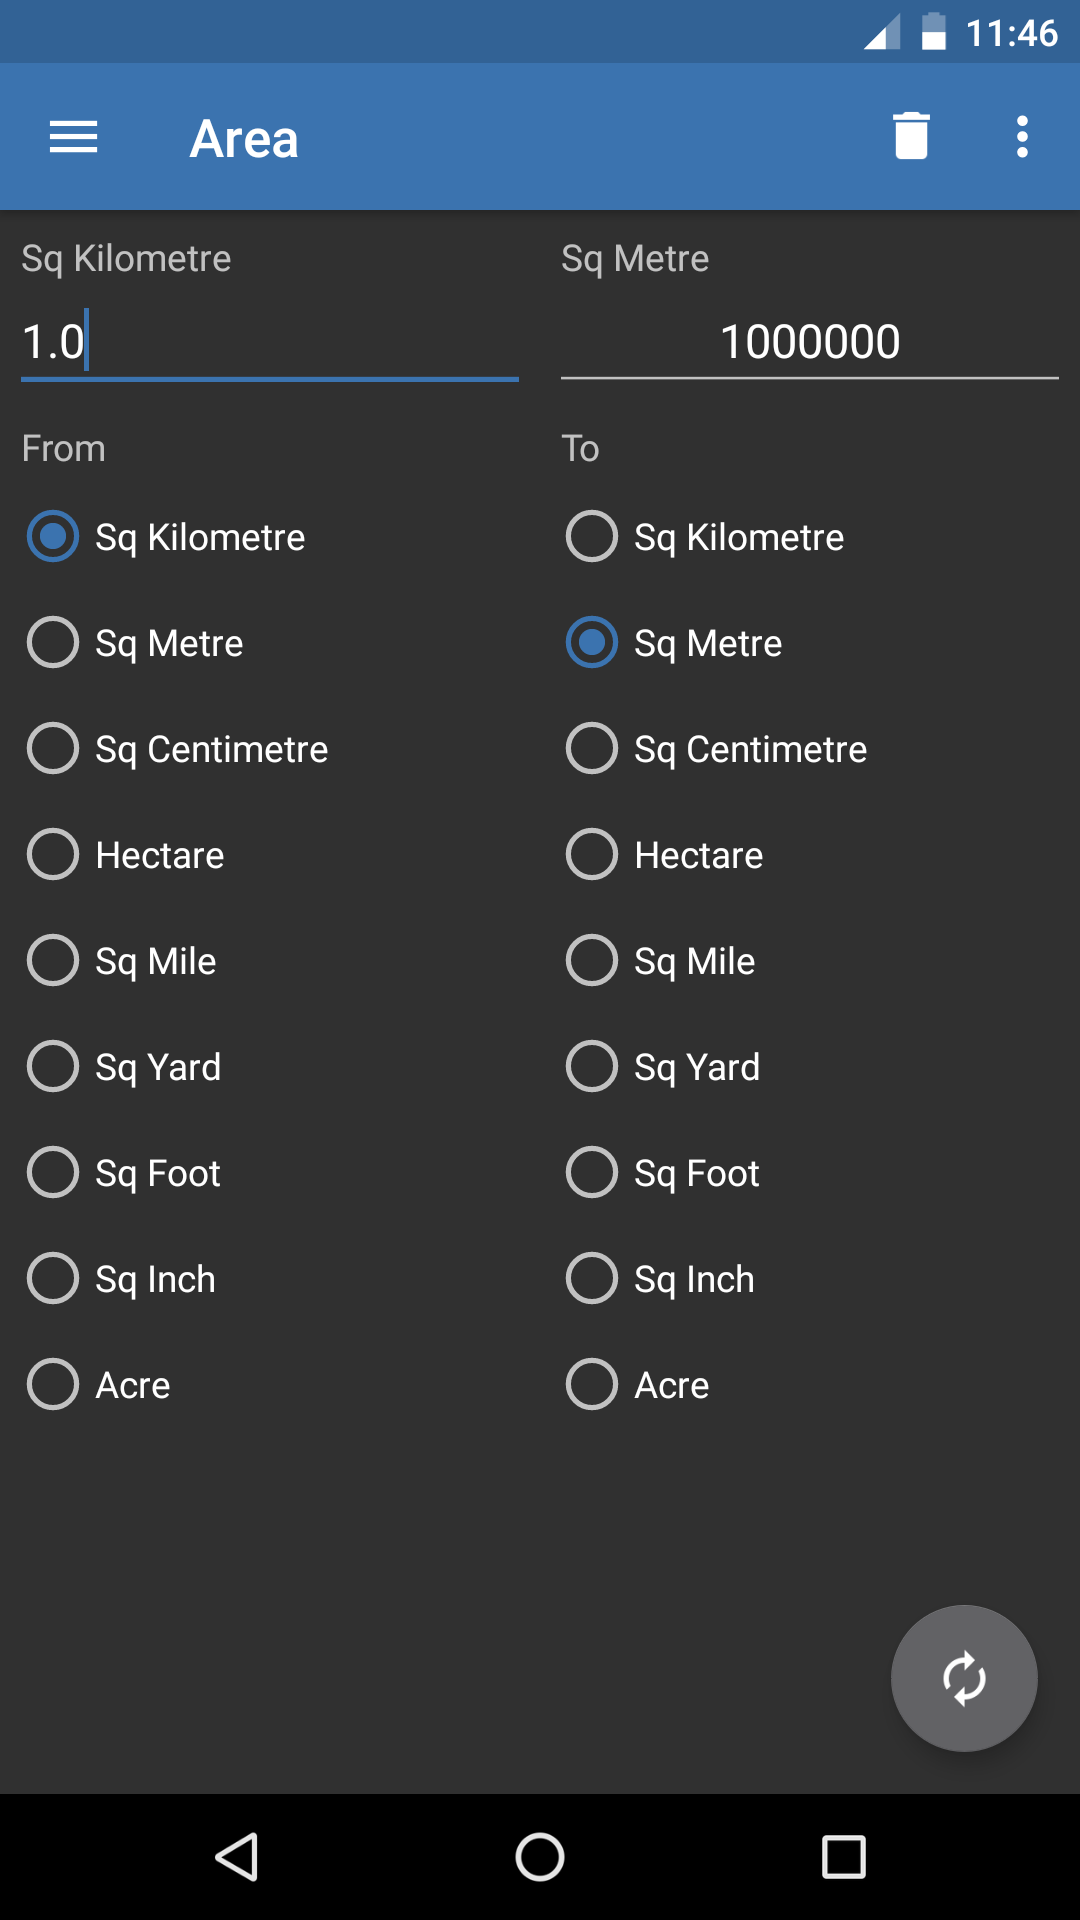 11:46
Area
Sq Kilometre
Sq Metre
1.0
1000000
From
To
Sq Kilometre
Sq Kilometre
Sq Metre
Sq Metre
Sq Centimetre
Sq Centimetre
Hectare
Hectare
Sq Mile
Sq Mile
Sq Yard
Sq Yard
Sq Foot
Sq Foot
Sq Inch
Sq Inch
Acre
Acre